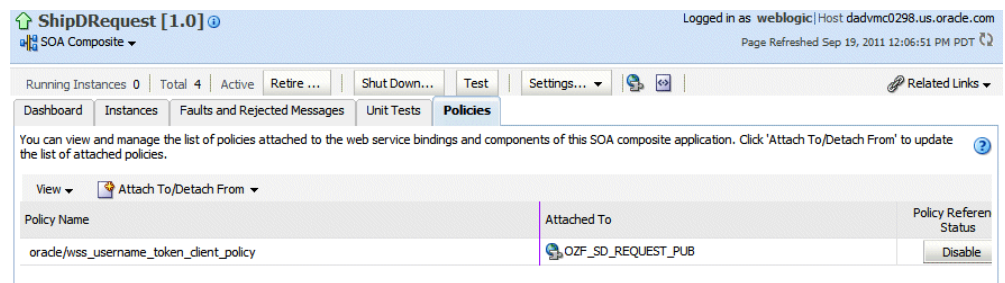 ShipDRequest [1.0]
Logged in as weblogic|Host dadvmc0298.us.oracle.com
SOA Composite
Page Refreshed Sep 19, 2011 12:06:51 PM PDT
Running Instances 0 Total 4 Active Retire ... Shut Down... Test Settings... Related Links
Dashboard Instances Faults and Rejected Messages Unit Tests Policies
You can view and manage the list of policies attached to the web service bindings and components of this SOA composite application. Click 'Attach To/Detach From' to update
the list of attached policies.
View Attach To/Detach From
Policy Name Attached To Policy Referen
Status
oracle/wss_username_token_client_policy OZF_SD_REQUEST_PUB Disable